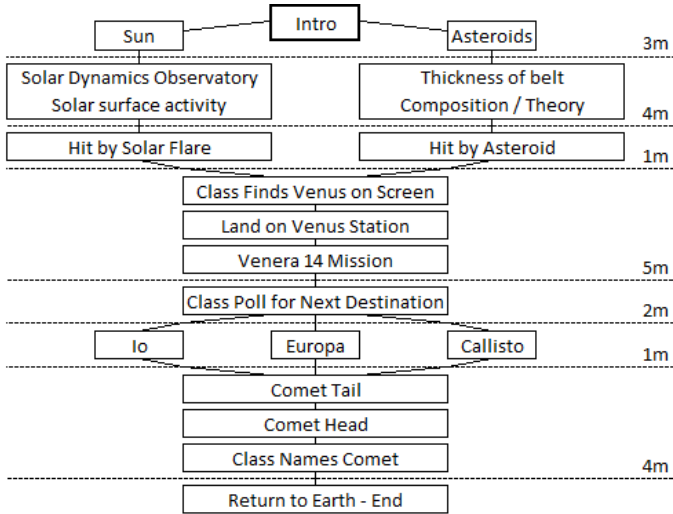 Intro
Sun
Asteroids
3m
Solar Dynamics Observatory
Solar surface activity
Thickness of belt
Composition / Theory
4m
Hit by Solar Flare
Hit by Asteroid
1m
Class Finds Venus on Screen
Land on Venus Station
Venera 14 Mission
5m
Class Poll for Next Destination
2m
Io
Europa
Callisto
1m
Comet Tail
Comet Head
Class Names Comet
4m
Return to Earth - End